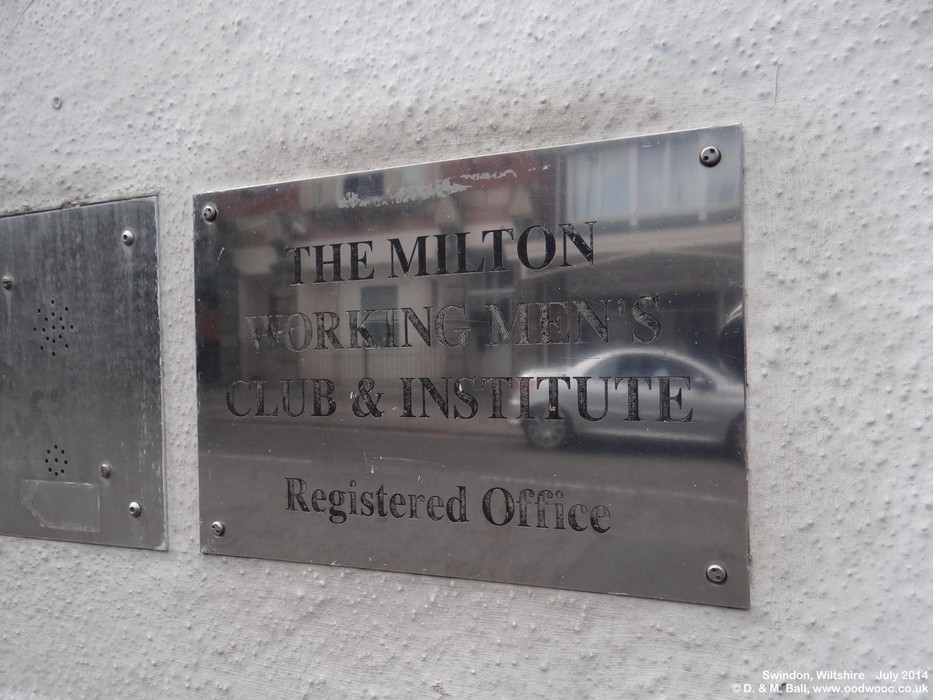 THE MILTON
WORKING MEN'S
CLUB & INSTITUTE
Registered Office
Swindon, Wiltshire July 2014
© D. & M. Ball, www.oodwooc.co.uk